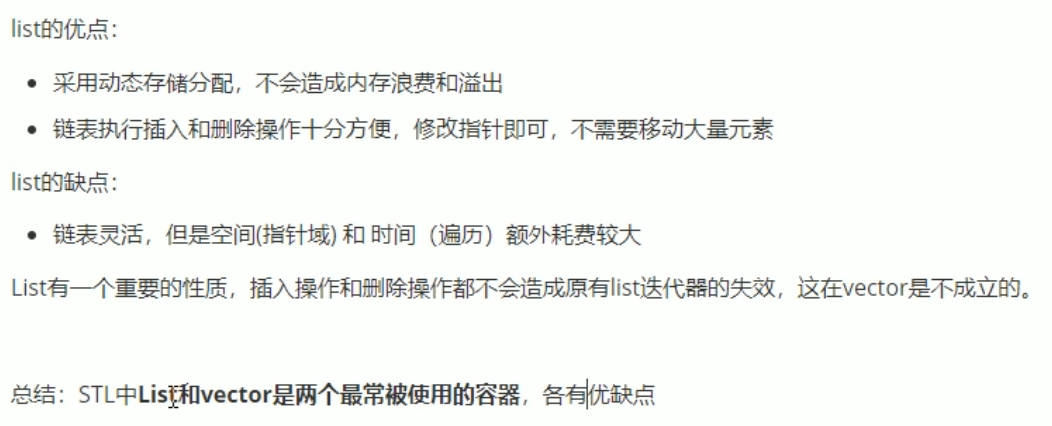 list的优点：
采用动态存储分配，不会造成内存浪费和溢出
链表执行插入和删除操作十分方便，修改指针即可，不需要移动大量元素
list的缺点：
链表灵活，但是空间(指针域) 和 时间（遍历）额外耗费较大
List有一个重要的性质，插入操作和删除操作都不会造成原有list迭代器的失效，这在vector是不成立的。
总结：STL中List和vector是两个最常被使用的容器，各有优缺点